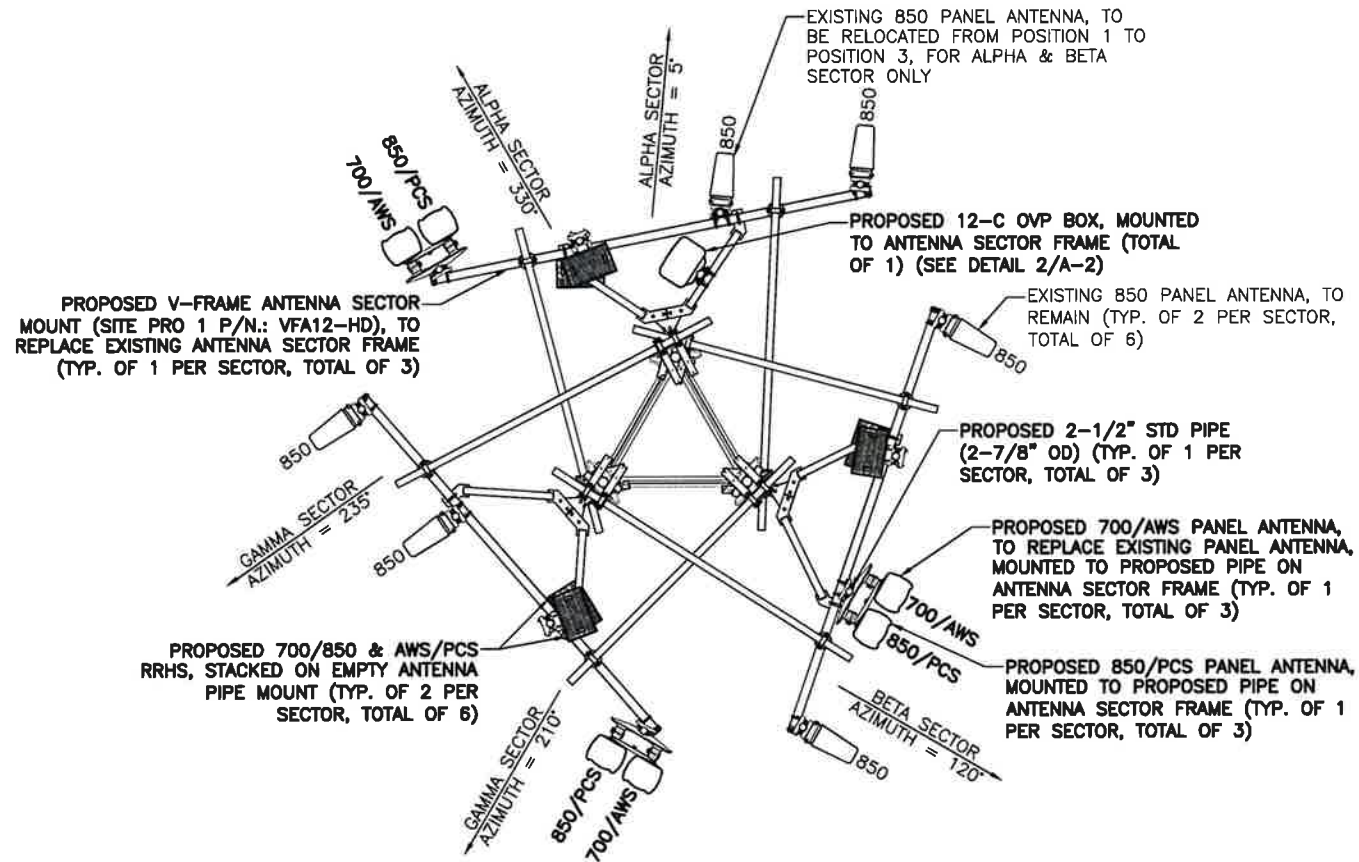 EXISTING 850 PANEL ANTENNA, TO
BE RELOCATED FROM POSITION 1 TO
POSITION 3, FOR ALPHA & BETA
SECTOR ONLY
ALPHA SECTOR
AZIMUTH = 330°
ALPHA SECTOR
AZIMUTH = 5°
850
850
850/PCS
700/AWS
PROPOSED 12-C OVP BOX, MOUNTED
TO ANTENNA SECTOR FRAME (TOTAL
OF 1) (SEE DETAIL 2/A-2)
PROPOSED V-FRAME ANTENNA SECTOR
MOUNT (SITE PRO 1 P/N.: VFA12-HD), TO
REPLACE EXISTING ANTENNA SECTOR FRAME
(TYP. OF 1 PER SECTOR, TOTAL OF 3)
EXISTING 850 PANEL ANTENNA, TO
REMAIN (TYP. OF 2 PER SECTOR,
TOTAL OF 6)
850
850
850
PROPOSED 2-1/2" STD PIPE
(2-7/8" OD) (TYP. OF 1 PER
SECTOR, TOTAL OF 3)
GAMMA SECTOR
AZIMUTH = 235°
PROPOSED 700/AWS PANEL ANTENNA,
TO REPLACE EXISTING PANEL ANTENNA,
MOUNTED TO PROPOSED PIPE ON
ANTENNA SECTOR FRAME (TYP. OF 1
PER SECTOR, TOTAL OF 3)
700/AWS
850/PCS
PROPOSED 700/850 & AWS/PCS
RRHS, STACKED ON EMPTY ANTENNA
PIPE MOUNT (TYP. OF 2 PER
SECTOR, TOTAL OF 6)
PROPOSED 850/PCS PANEL ANTENNA,
MOUNTED TO PROPOSED PIPE ON
ANTENNA SECTOR FRAME (TYP. OF 1
PER SECTOR, TOTAL OF 3)
BETA SECTOR
AZIMUTH = 120°
850
GAMMA SECTOR
AZIMUTH = 210°
850/PCS
700/AWS